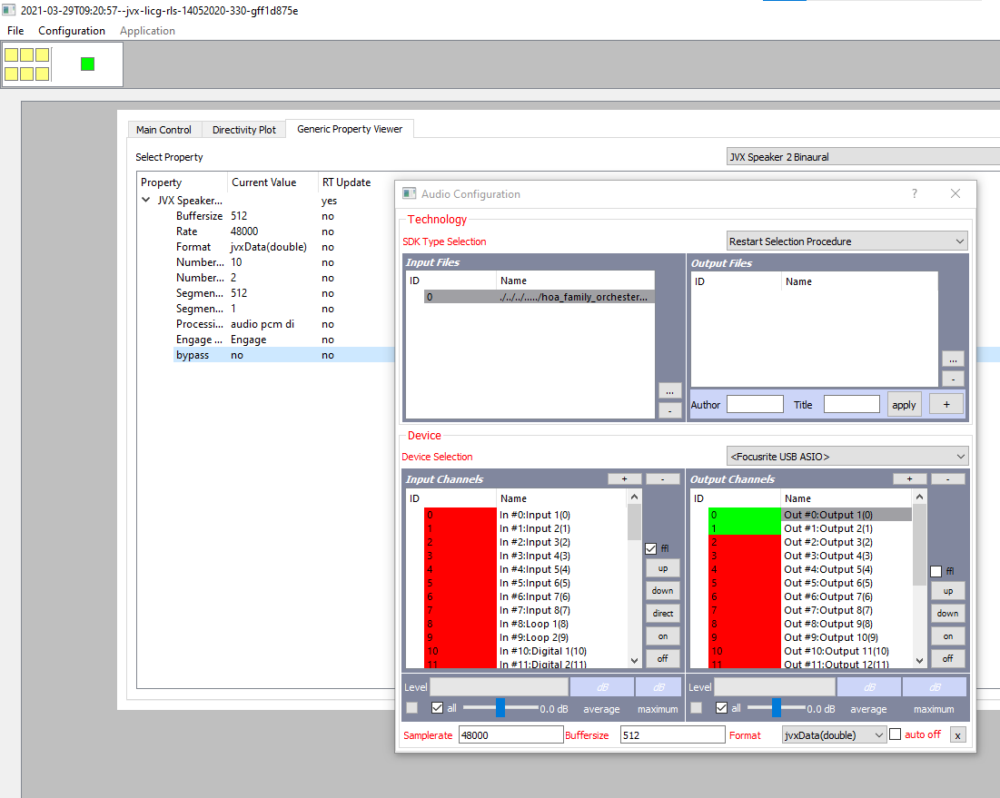 2021-03-29T09:20:57--jvx-licg-rls-14052020-330-gff1d875e
File Configuration Application
Main Control Directivity Plot Generic Property Viewer
Select Property JVX Speaker 2 Binaural
Property Current Value RT Update
JVX Speaker... yes
Buffersize 512 no
Rate 48000 no
Format jvxData(double) no
Number... 10 no
Number... 2 no
Segmen... 512 no
Segmen... 1 no
Processi... audio pcm di no
Engage ... Engage no
bypass no no
Audio Configuration ?
Technology
SDK Type Selection Restart Selection Procedure
Input Files
ID Name
0 ./../../...../hoa_family_orchester...
...
-
Output Files
ID Name
...
-
Author Title apply +
Device
Device Selection <Focusrite USB ASIO>
Input Channels + -
ID Name
0 In #0:Input 1(0)
1 In #1:Input 2(1)
2 In #2:Input 3(2)
3 In #3:Input 4(3)
4 In #4:Input 5(4)
5 In #5:Input 6(5)
6 In #6:Input 7(6)
7 In #7:Input 8(7)
8 In #8:Loop 1(8)
9 In #9:Loop 2(9)
10 In #10:Digital 1(10)
11 In #11:Digital 2(11)
ffl
up
down
direct
on
off
Output Channels + -
ID Name
0 Out #0:Output 1(0)
1 Out #1:Output 2(1)
2 Out #2:Output 3(2)
3 Out #3:Output 4(3)
4 Out #4:Output 5(4)
5 Out #5:Output 6(5)
6 Out #6:Output 7(6)
7 Out #7:Output 8(7)
8 Out #8:Output 9(8)
9 Out #9:Output 10(9)
10 Out #10:Output 11(10)
11 Out #11:Output 12(11)
ffl
up
down
on
off
Level dB dB
all 0.0 dB average maximum
Level dB dB
all 0.0 dB average maximum
Samplerate 48000 Buffersize 512 Format jvxData(double) auto off x